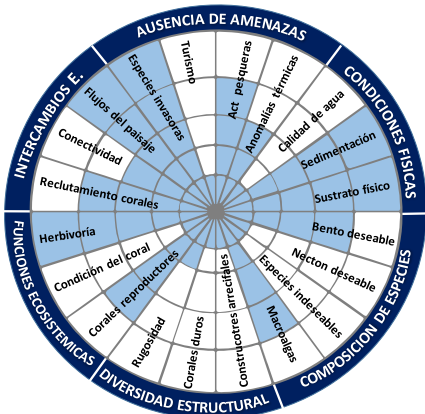 AUSENCIA DE AMENAZAS
CONDICIONES FISICAS
COMPOSICION DE ESPECIES
DIVERSIDAD ESTRUCTURAL
FUNCIONES ECOSISTEMICAS
INTERCAMBIOS E.
Turismo
Act pesqueras
Anomalías térmicas
Calidad de agua
Sedimentación
Sustrato físico
Bento deseable
Necton deseable
Especies indeseables
Macroalgas
Construcotres arrecifales
Corales duros
Rugosidad
Corales reproductores
Condición del coral
Herbivoría
Reclutamiento corales
Conectividad
Flujos del paisaje
Especies invasoras